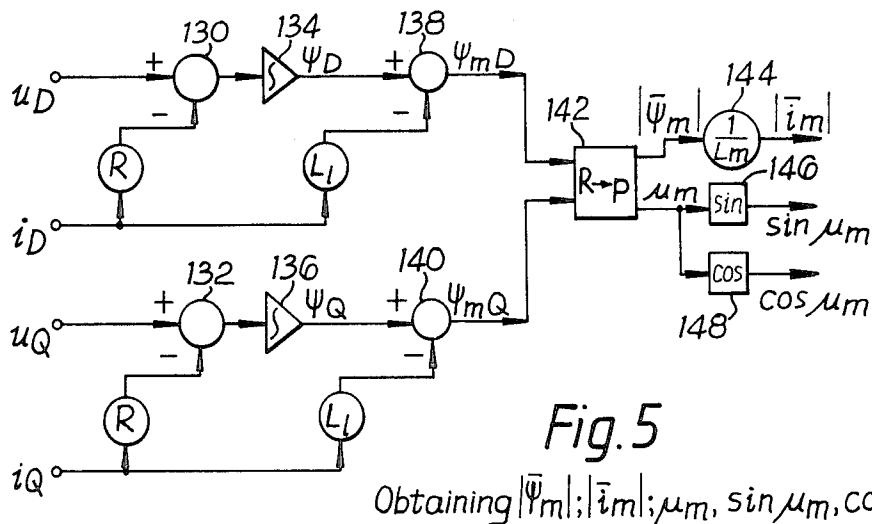 130
134
138
u_D
+
-
∫
ψ_D
+
-
ψ_mD
R
L_l
i_D
142
R→P
|ψ̄_m|
144
1/L_m
|ī_m|
μ_m
146
sin
sin μ_m
cos
cos μ_m
148
132
136
140
u_Q
+
-
∫
ψ_Q
+
-
ψ_mQ
R
L_l
i_Q
Fig. 5
Obtaining |ψ̄_m|; |ī_m|; μ_m, sin μ_m, co